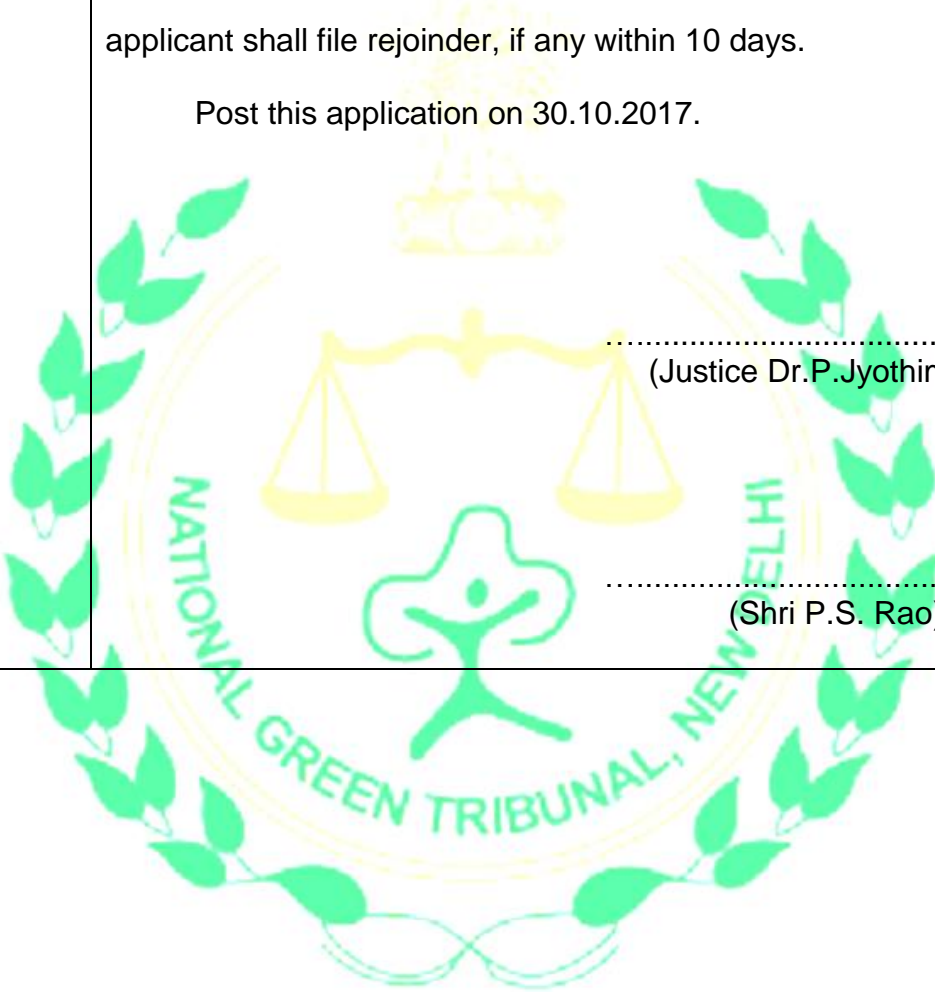 applicant shall file rejoinder, if any within 10 days.
Post this application on 30.10.2017.
…....................................
(Justice Dr.P.Jyothin
…....................................
(Shri P.S. Rao)
NATIONAL GREEN TRIBUNAL, NEW DELHI